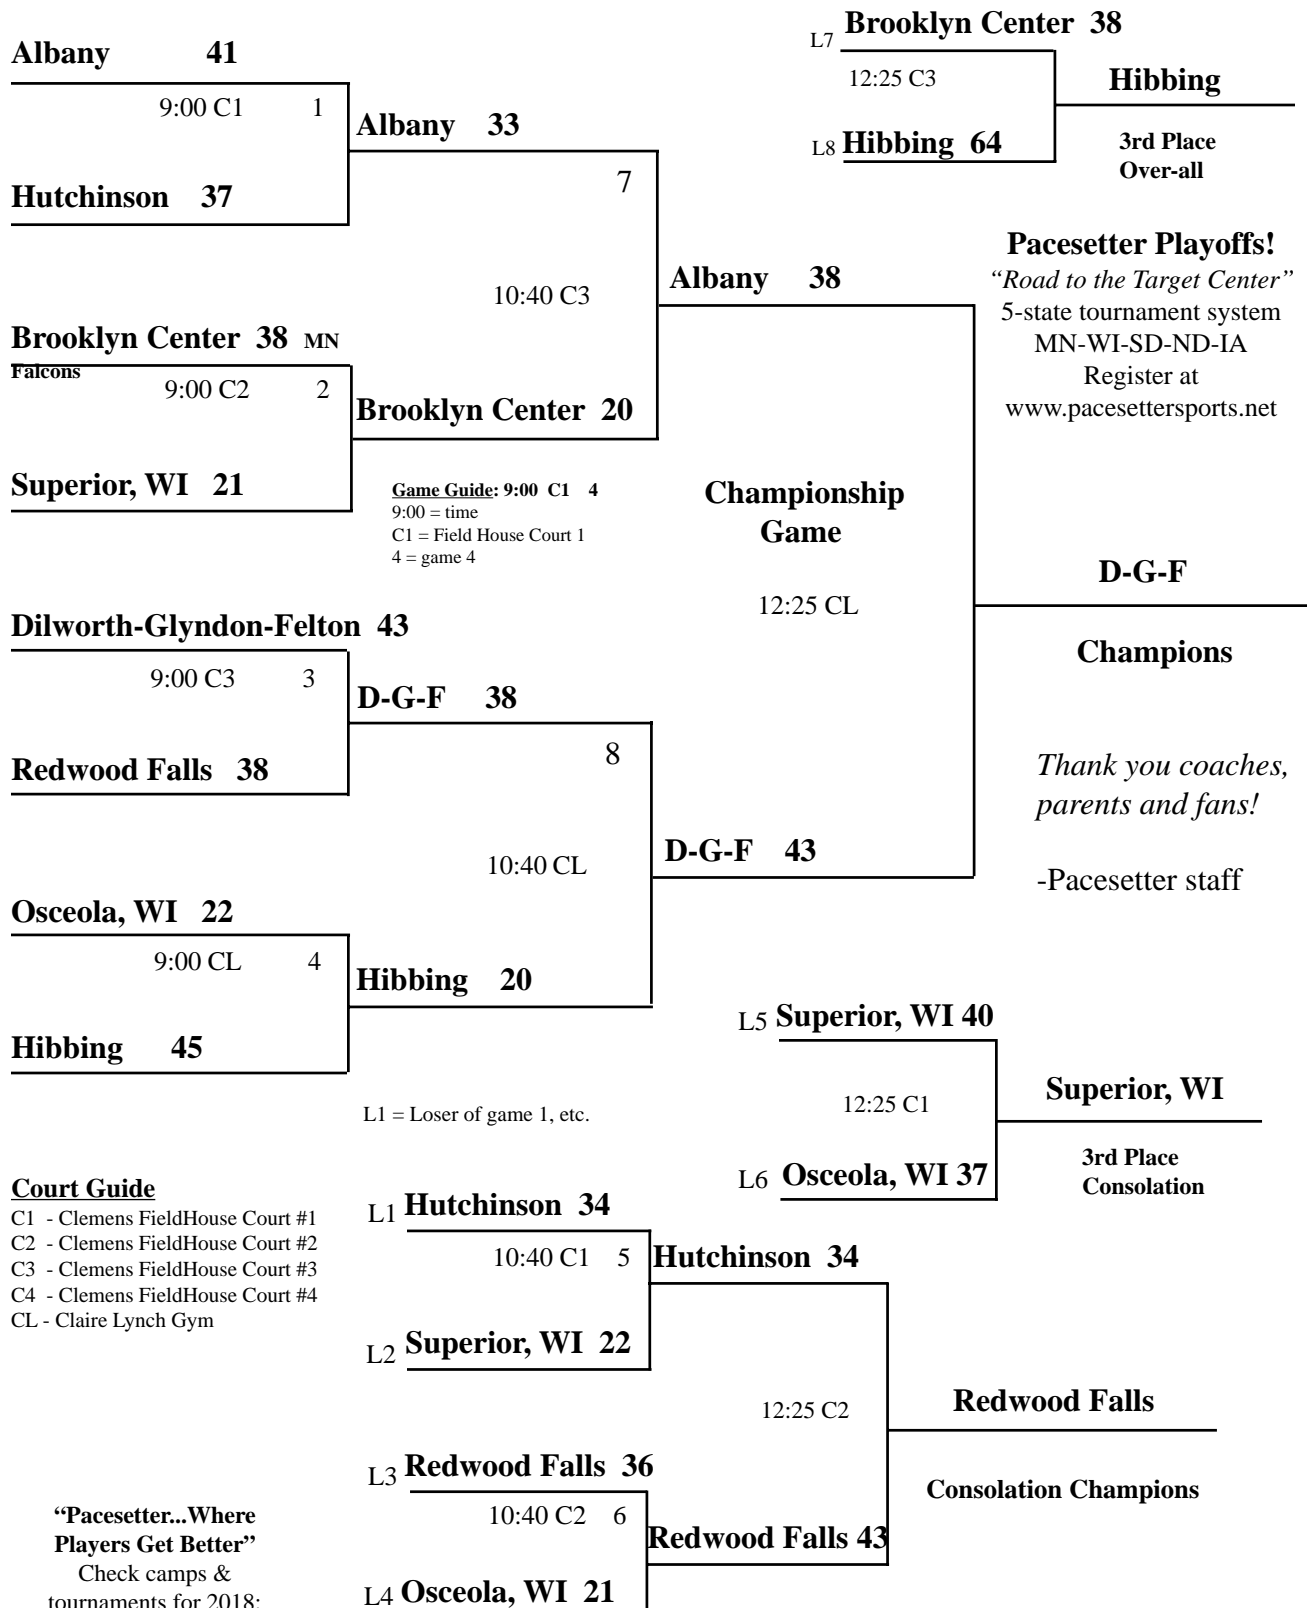 Albany 41
9:00 C1 1
Hutchinson 37
Albany 33
7
10:40 C3
Brooklyn Center 38 MN
Falcons
9:00 C2 2
Brooklyn Center 20
Superior, WI 21
Game Guide: 9:00 C1 4
9:00 = time
C1 = Field House Court 1
4 = game 4
Albany 38
Championship
Game
12:25 CL
L7 Brooklyn Center 38
12:25 C3
L8 Hibbing 64
Hibbing
3rd Place
Over-all
Pacesetter Playoffs!
“Road to the Target Center”
5-state tournament system
MN-WI-SD-ND-IA
Register at
www.pacesettersports.net
D-G-F
Champions
Dilworth-Glyndon-Felton 43
9:00 C3 3
Redwood Falls 38
D-G-F 38
8
10:40 CL
D-G-F 43
Osceola, WI 22
9:00 CL 4
Hibbing 20
Hibbing 45
Thank you coaches,
parents and fans!
-Pacesetter staff
L1 = Loser of game 1, etc.
L5 Superior, WI 40
12:25 C1
L6 Osceola, WI 37
Superior, WI
3rd Place
Consolation
Court Guide
C1 - Clemens FieldHouse Court #1
C2 - Clemens FieldHouse Court #2
C3 - Clemens FieldHouse Court #3
C4 - Clemens FieldHouse Court #4
CL - Claire Lynch Gym
L1 Hutchinson 34
10:40 C1 5
L2 Superior, WI 22
Hutchinson 34
12:25 C2
Redwood Falls
Consolation Champions
L3 Redwood Falls 36
10:40 C2 6
Redwood Falls 43
L4 Osceola, WI 21
“Pacesetter...Where
Players Get Better”
Check camps &
tournaments for 2018: